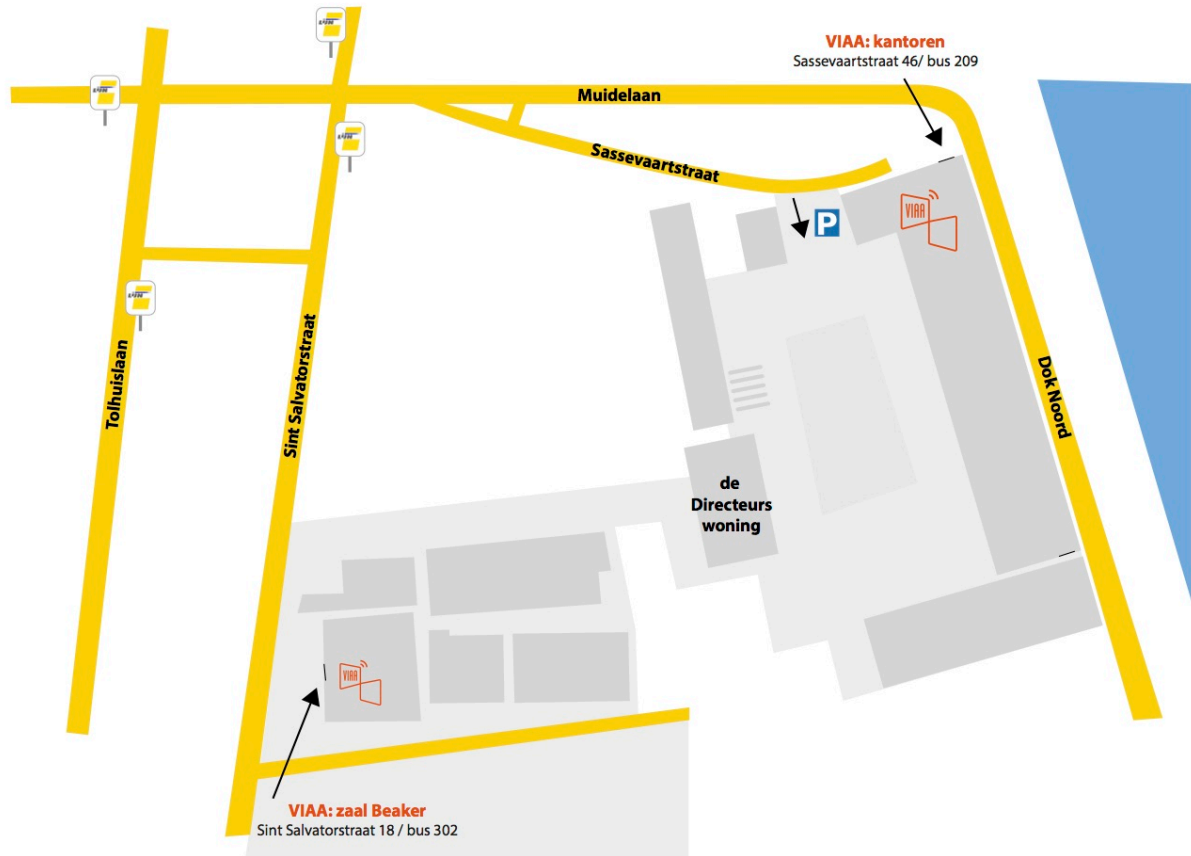 VIAA: kantoren
Sassevaartstraat 46/ bus 209
Muidelaan
Sassevaartstraat
P
VIAA
Tolhuislaan
Sint Salvatorstraat
Dok Noord
de
Directeurs
woning
VIAA
VIAA: zaal Beaker
Sint Salvatorstraat 18 / bus 302